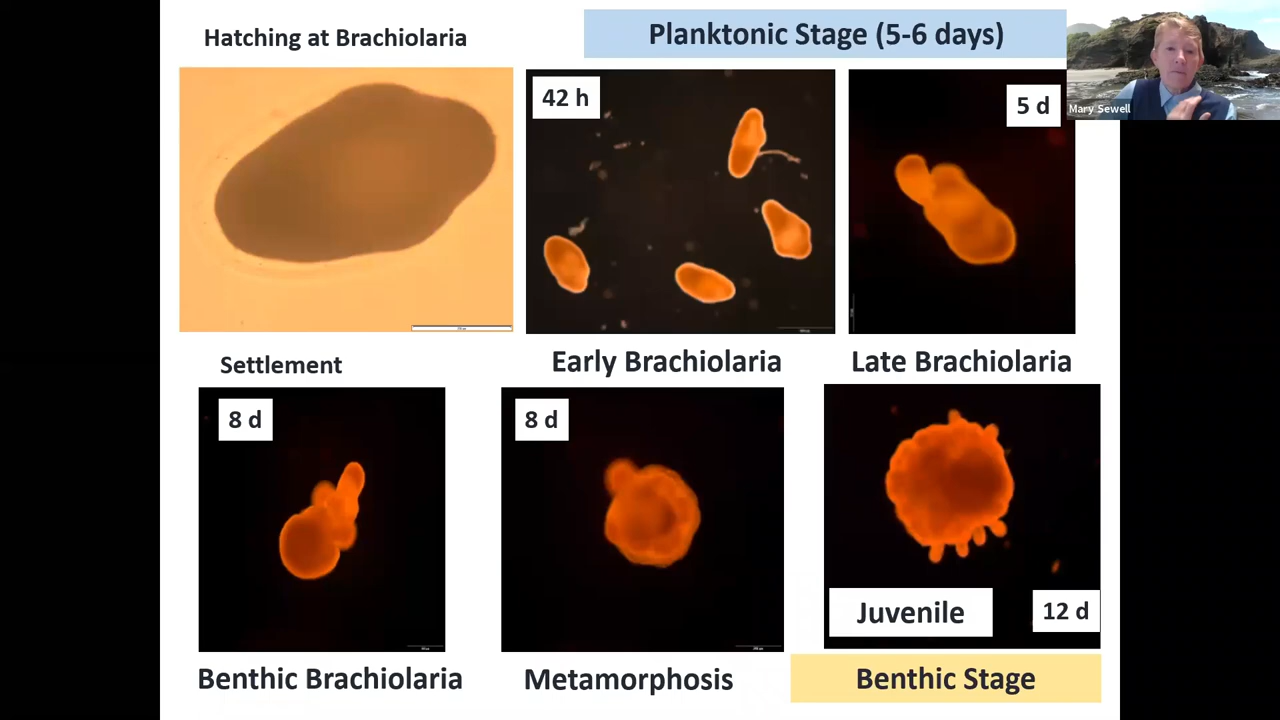 Hatching at Brachiolaria
Planktonic Stage (5-6 days)
Mary Sewell
42 h
5 d
Settlement
Early Brachiolaria
Late Brachiolaria
8 d
8 d
Juvenile
12 d
Benthic Brachiolaria
Metamorphosis
Benthic Stage